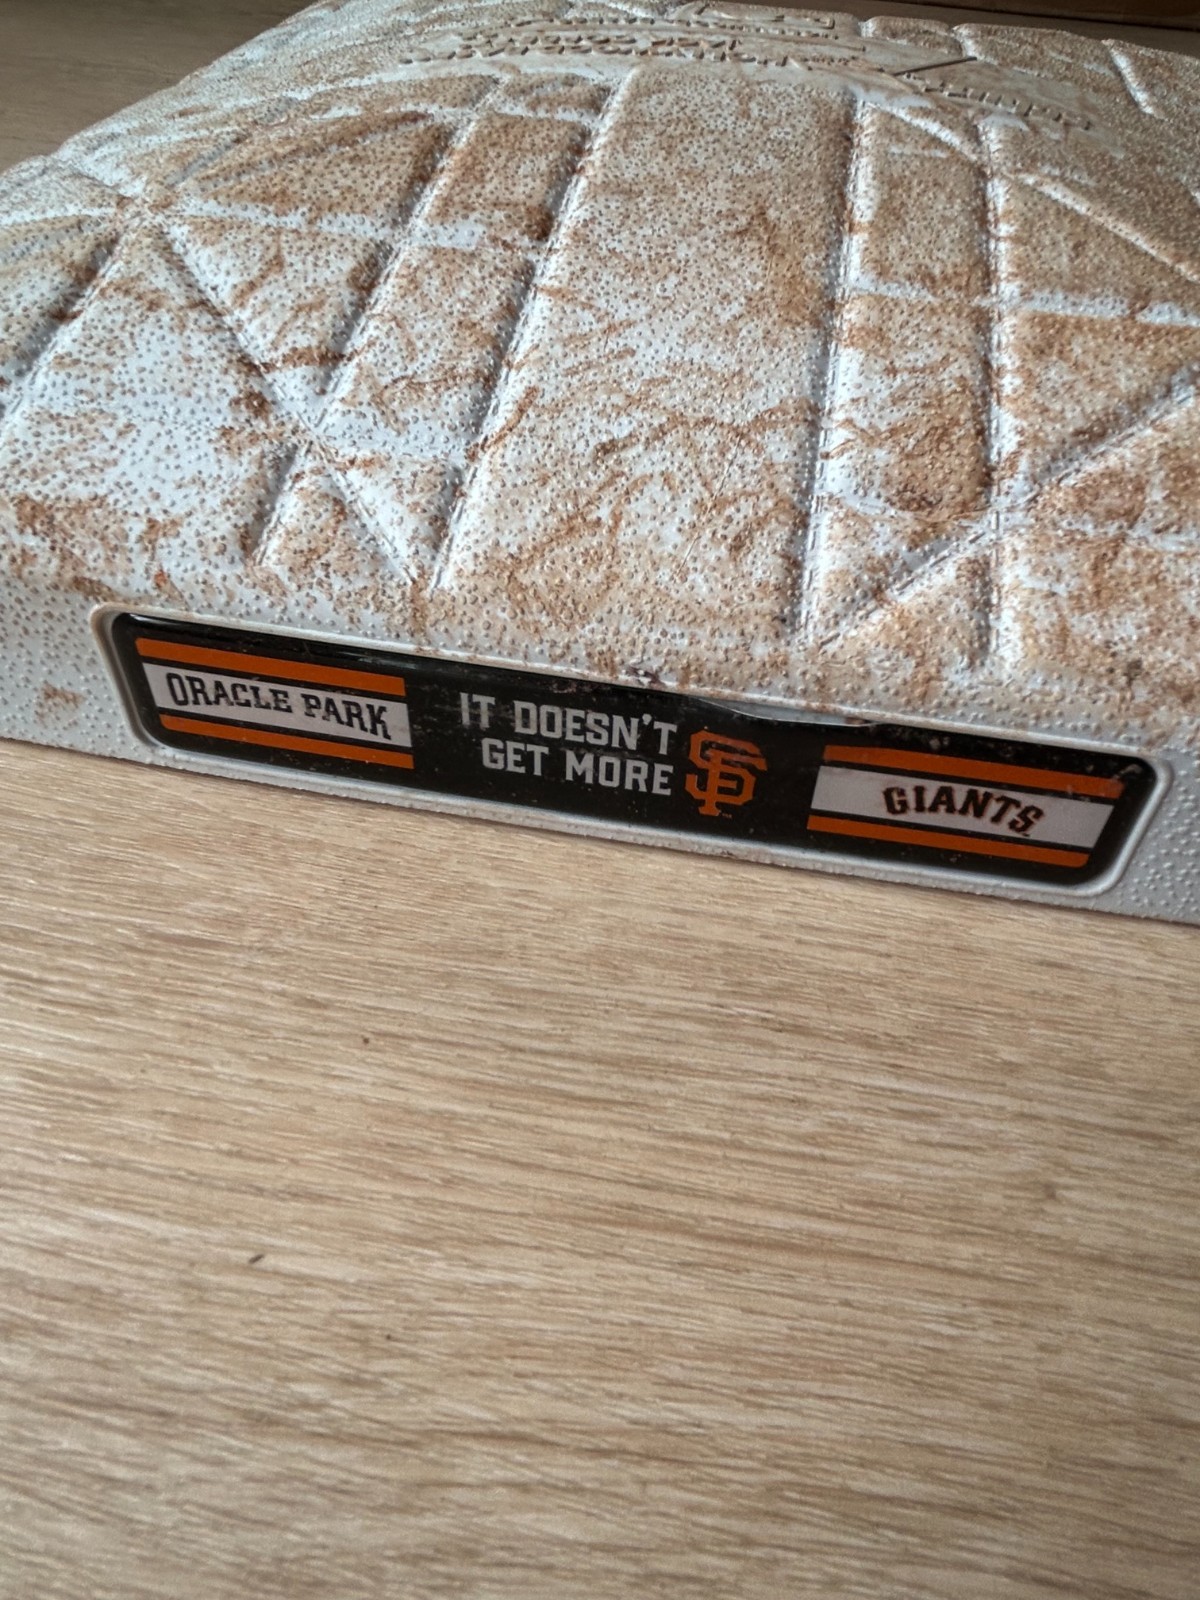 ORACLE PARK
IT DOESN'T
GET MORE SF
GIANTS